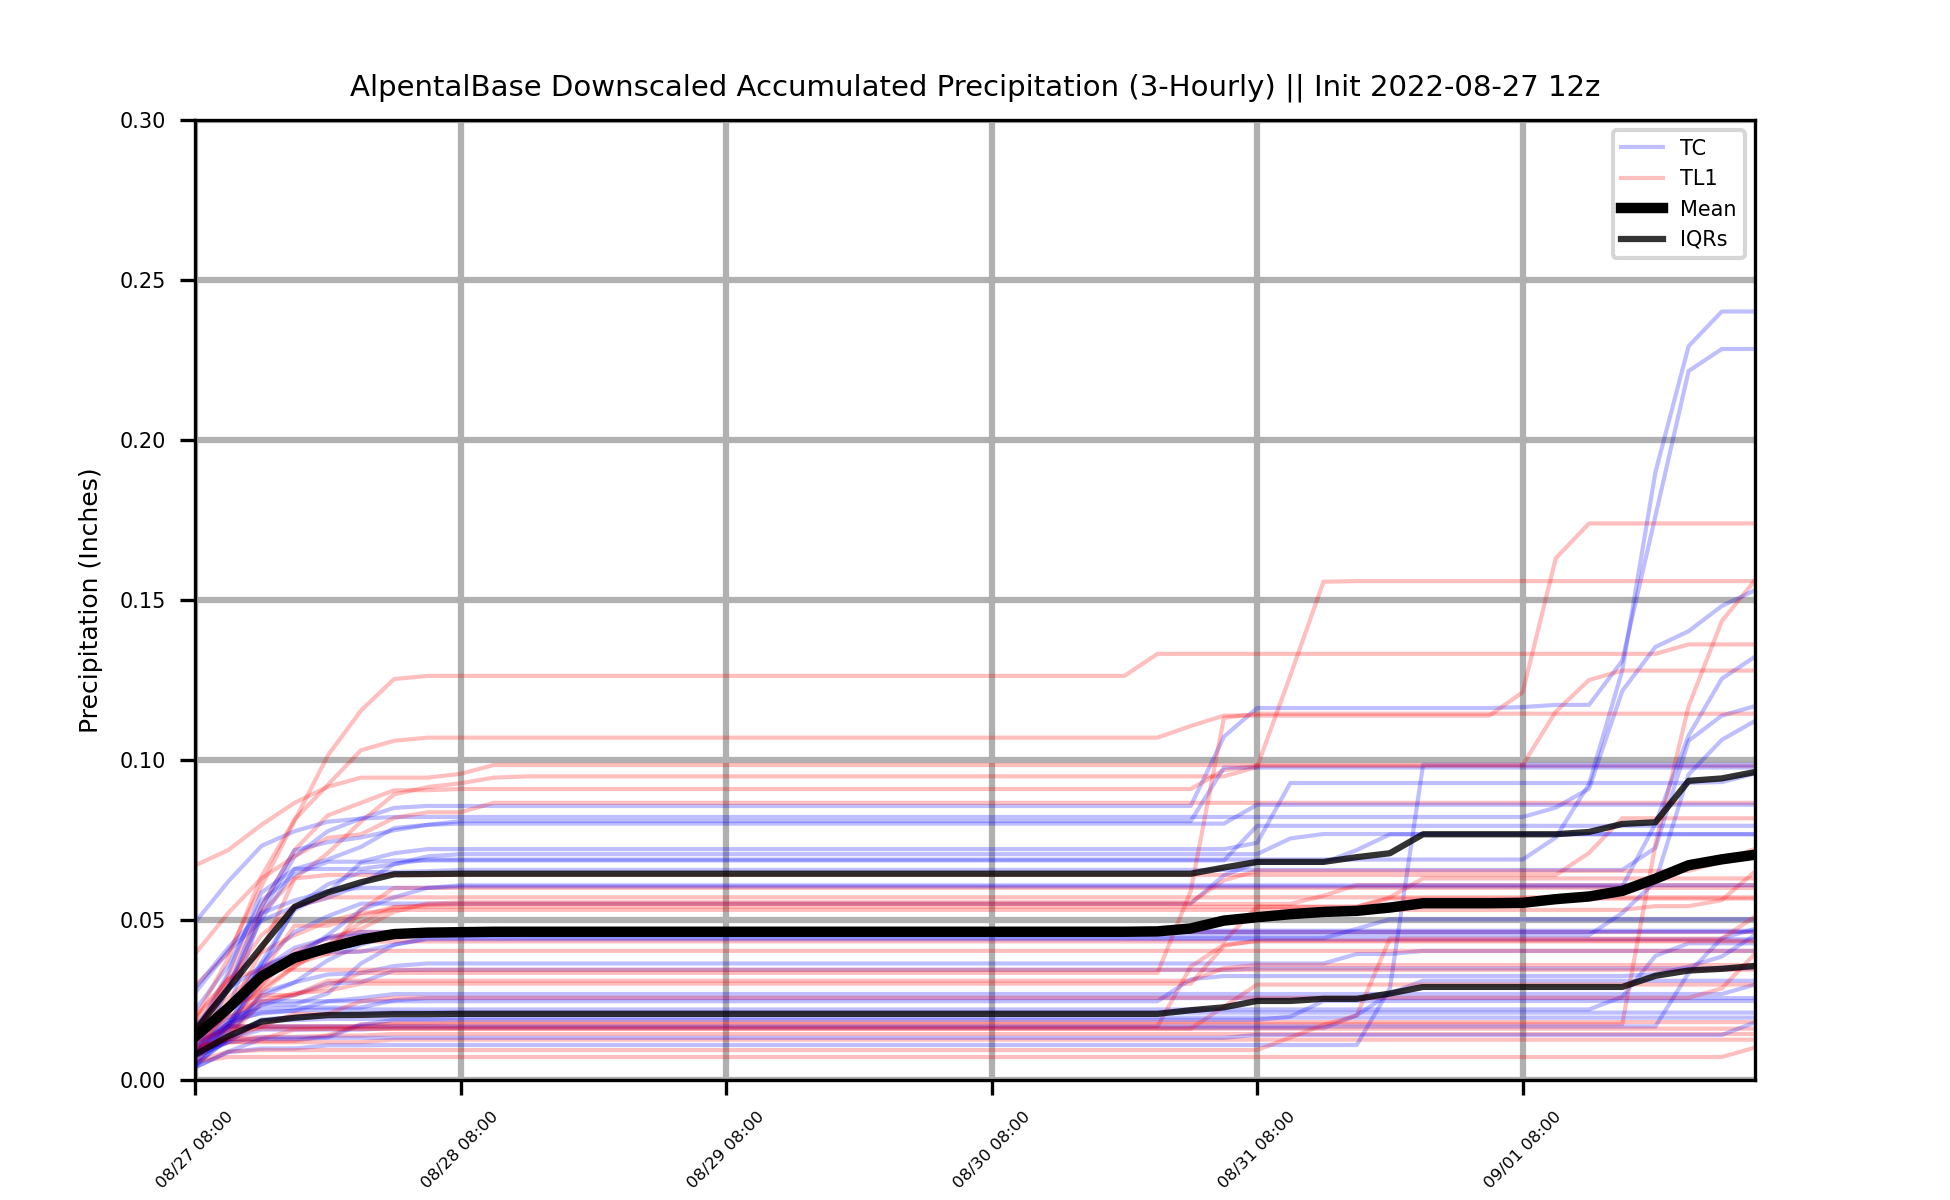 AlpentalBase Downscaled Accumulated Precipitation (3-Hourly) || Init 2022-08-27 12z
0.30
0.25
0.20
0.15
0.10
0.05
0.00
Precipitation (Inches)
TC
TL1
Mean
IQRs
08/27 08:00
08/28 08:00
08/29 08:00
08/30 08:00
08/31 08:00
09/01 08:00